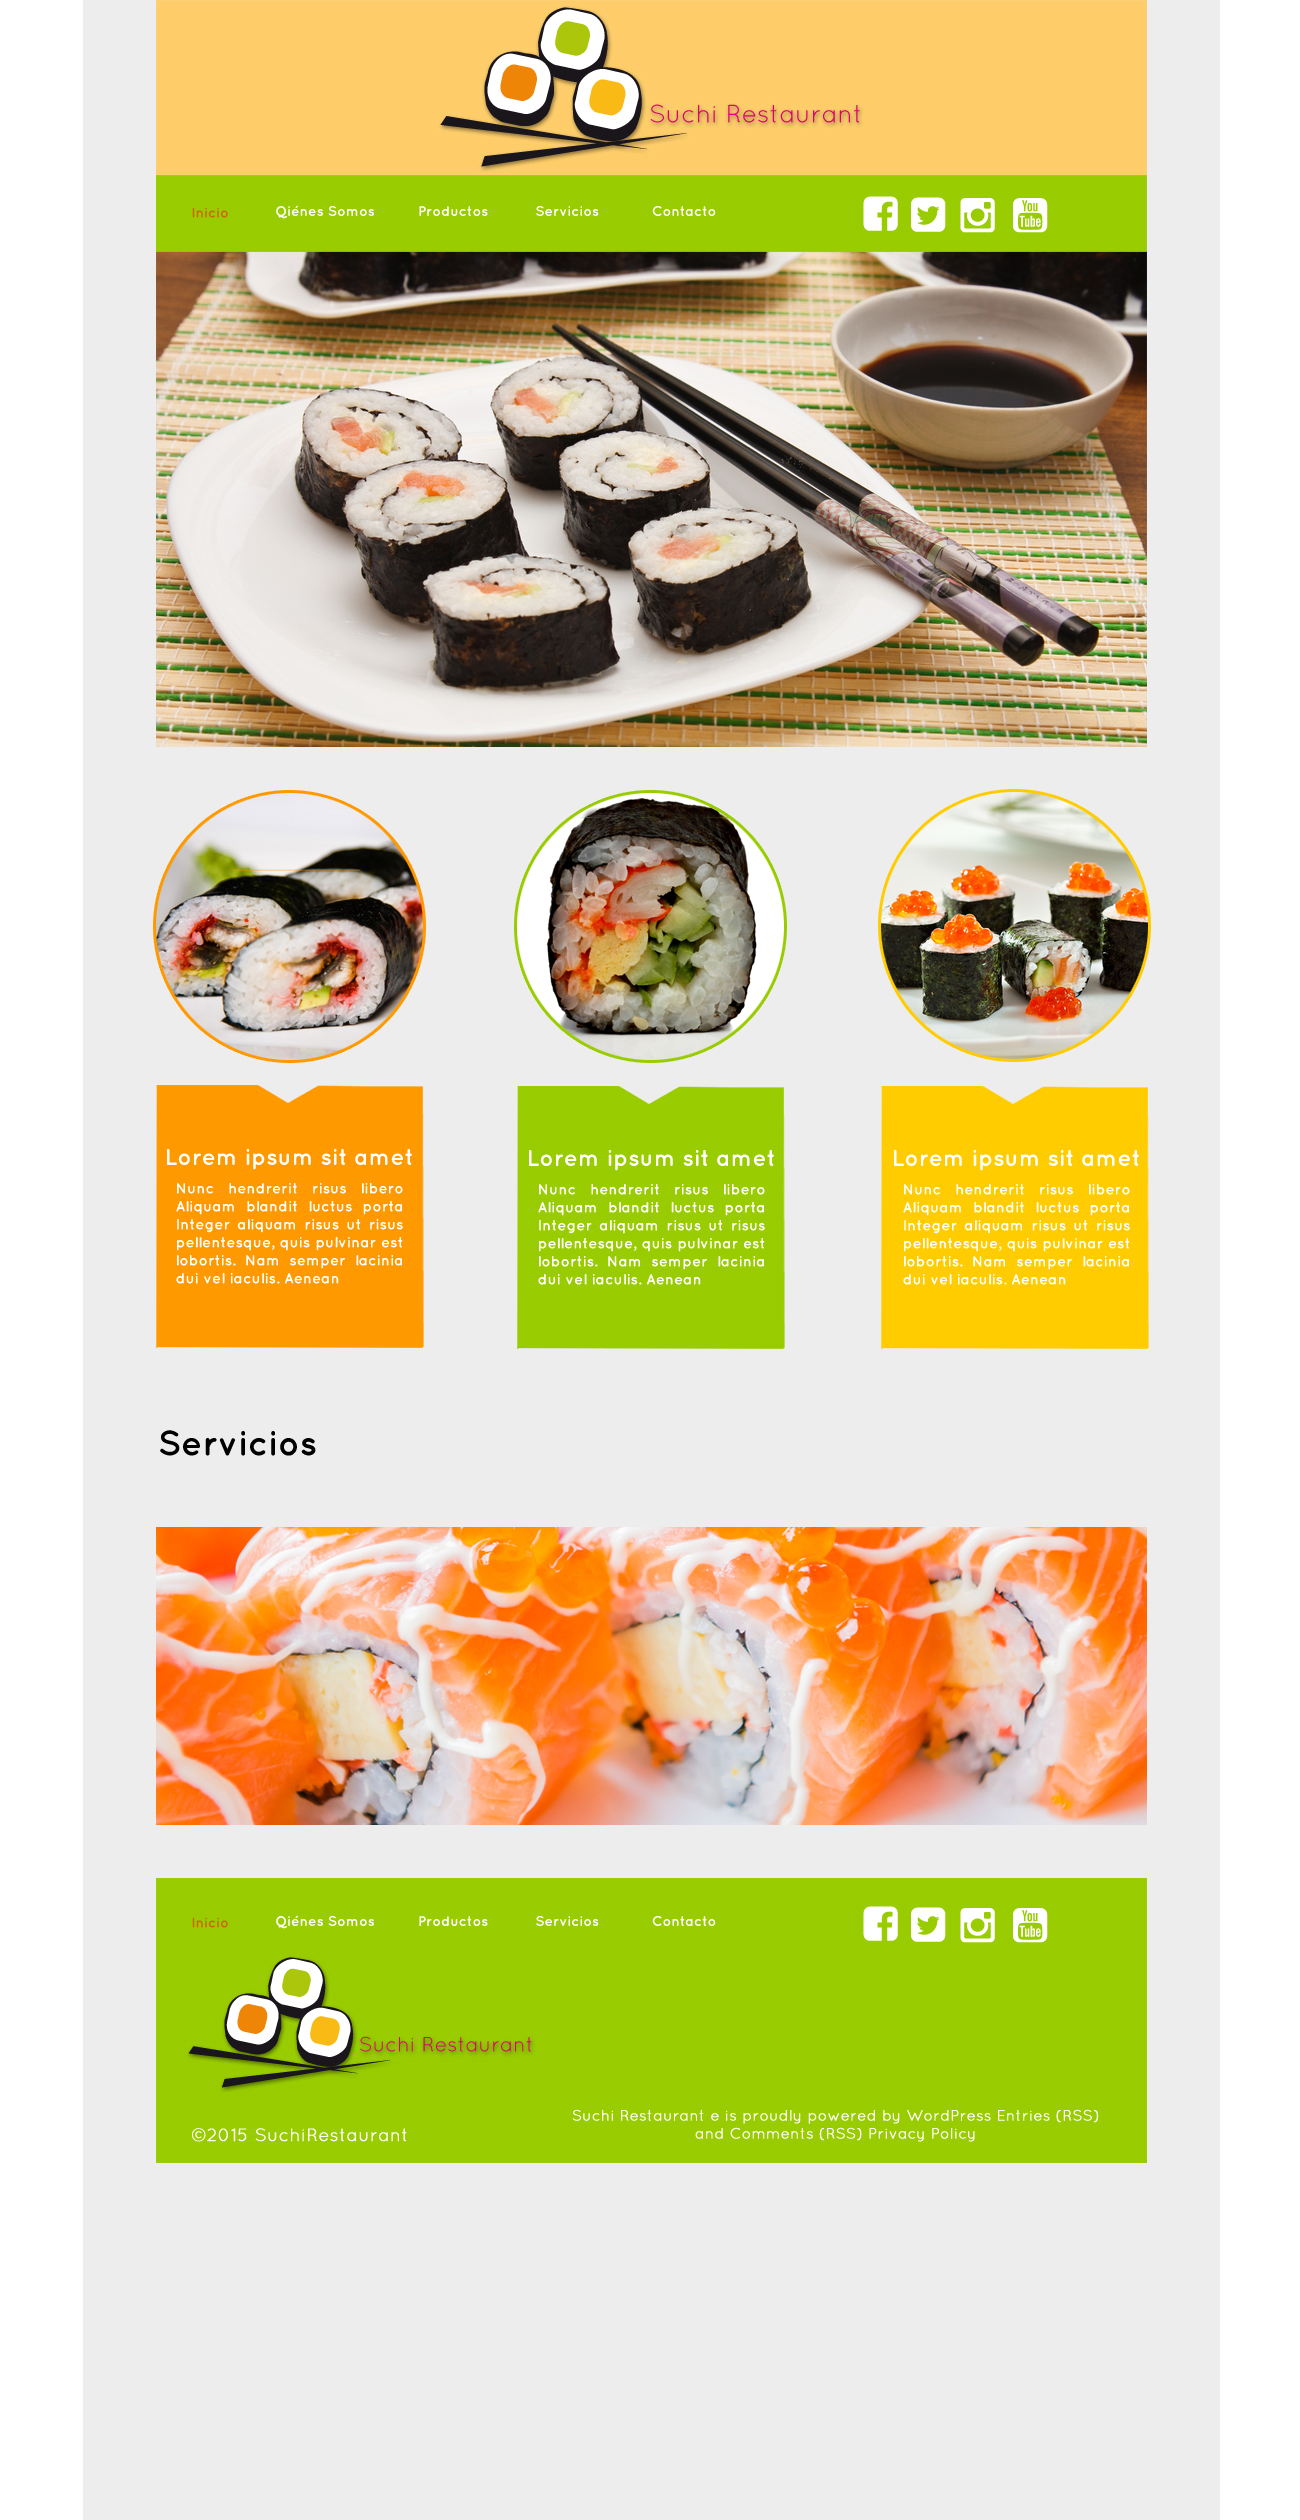 Suchi Restaurant
Inicio Qiénes Somos Productos Servicios Contacto You Tube
Lorem ipsum sit amet
Nunc hendrerit risus libero
Aliquam blandit luctus porta
Integer aliquam risus ut risus
pellentesque, quis pulvinar est
lobortis. Nam semper lacinia
dui vel iaculis. Aenean
Lorem ipsum sit amet
Nunc hendrerit risus libero
Aliquam blandit luctus porta
Integer aliquam risus ut risus
pellentesque, quis pulvinar est
lobortis. Nam semper lacinia
dui vel iaculis. Aenean
Lorem ipsum sit amet
Nunc hendrerit risus libero
Aliquam blandit luctus porta
Integer aliquam risus ut risus
pellentesque, quis pulvinar est
lobortis. Nam semper lacinia
dui vel iaculis. Aenean
Servicios
Inicio Qiénes Somos Productos Servicios Contacto You Tube
Suchi Restaurant
©2015 SuchiRestaurant
Suchi Restaurant e is proudly powered by WordPress Entries (RSS)
and Comments (RSS) Privacy Policy